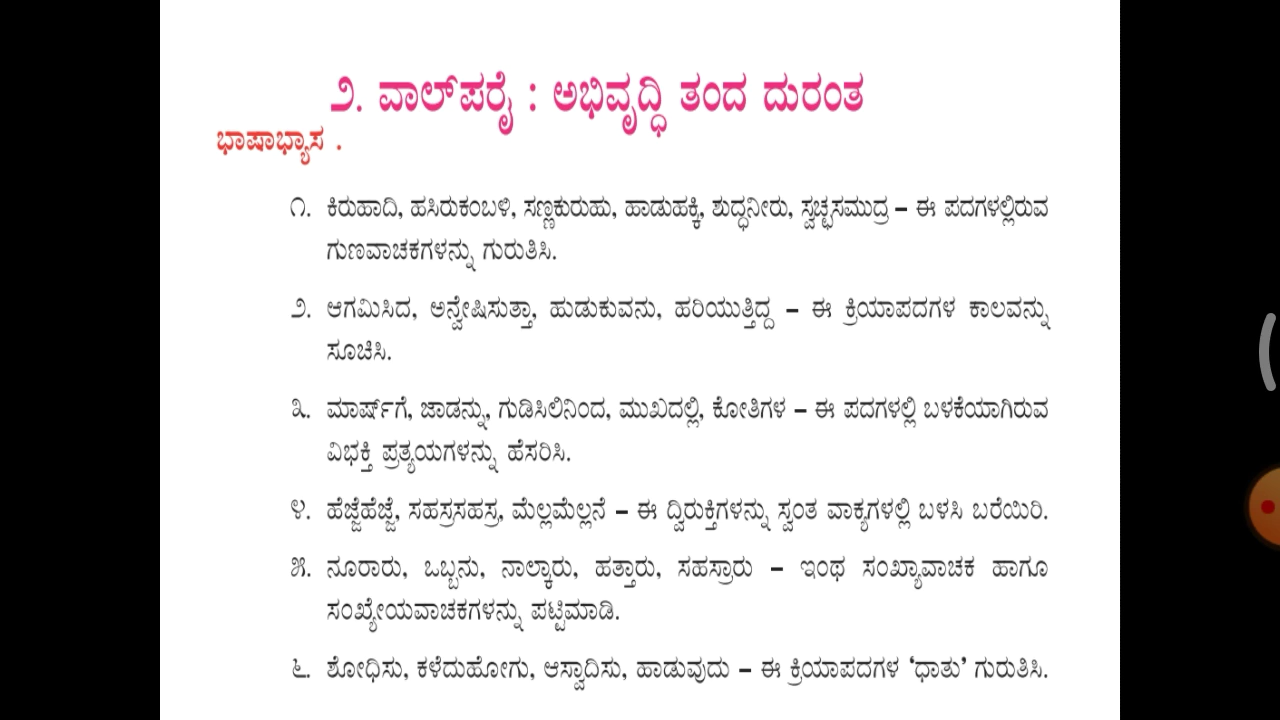 ೨. ವಾಲ್‌ಪರೈ : ಅಭಿವೃದ್ಧಿ ತಂದ ದುರಂತ
ಭಾಷಾಭ್ಯಾಸ .
೧. ಕಿರುಹಾದಿ, ಹಸಿರುಕಂಬಳಿ, ಸಣ್ಣಕುರುಹು, ಹಾಡುಹಕ್ಕಿ, ಶುದ್ಧನೀರು, ಸ್ವಚ್ಛಸಮುದ್ರ – ಈ ಪದಗಳಲ್ಲಿರುವ
ಗುಣವಾಚಕಗಳನ್ನು ಗುರುತಿಸಿ.
೨. ಆಗಮಿಸಿದ, ಅನ್ವೇಷಿಸುತ್ತಾ, ಹುಡುಕುವನು, ಹರಿಯುತ್ತಿದ್ದ – ಈ ಕ್ರಿಯಾಪದಗಳ ಕಾಲವನ್ನು
ಸೂಚಿಸಿ.
೩. ಮಾರ್ಷ್‌ಗೆ, ಜಾಡನ್ನು, ಗುಡಿಸಿಲಿನಿಂದ, ಮುಖದಲ್ಲಿ, ಕೋತಿಗಳ – ಈ ಪದಗಳಲ್ಲಿ ಬಳಕೆಯಾಗಿರುವ
ವಿಭಕ್ತಿ ಪ್ರತ್ಯಯಗಳನ್ನು ಹೆಸರಿಸಿ.
೪. ಹೆಜ್ಜೆಹೆಜ್ಜೆ, ಸಹಸ್ರಸಹಸ್ರ, ಮೆಲ್ಲಮೆಲ್ಲನೆ – ಈ ದ್ವಿರುಕ್ತಿಗಳನ್ನು ಸ್ವಂತ ವಾಕ್ಯಗಳಲ್ಲಿ ಬಳಸಿ ಬರೆಯಿರಿ.
೫. ನೂರಾರು, ಒಬ್ಬನು, ನಾಲ್ಕಾರು, ಹತ್ತಾರು, ಸಹಸ್ರಾರು – ಇಂಥ ಸಂಖ್ಯಾವಾಚಕ ಹಾಗೂ
ಸಂಖ್ಯೇಯವಾಚಕಗಳನ್ನು ಪಟ್ಟಿಮಾಡಿ.
೬. ಶೋಧಿಸು, ಕಳೆದುಹೋಗು, ಆಸ್ವಾದಿಸು, ಹಾಡುವುದು – ಈ ಕ್ರಿಯಾಪದಗಳ ‘ಧಾತು’ ಗುರುತಿಸಿ.